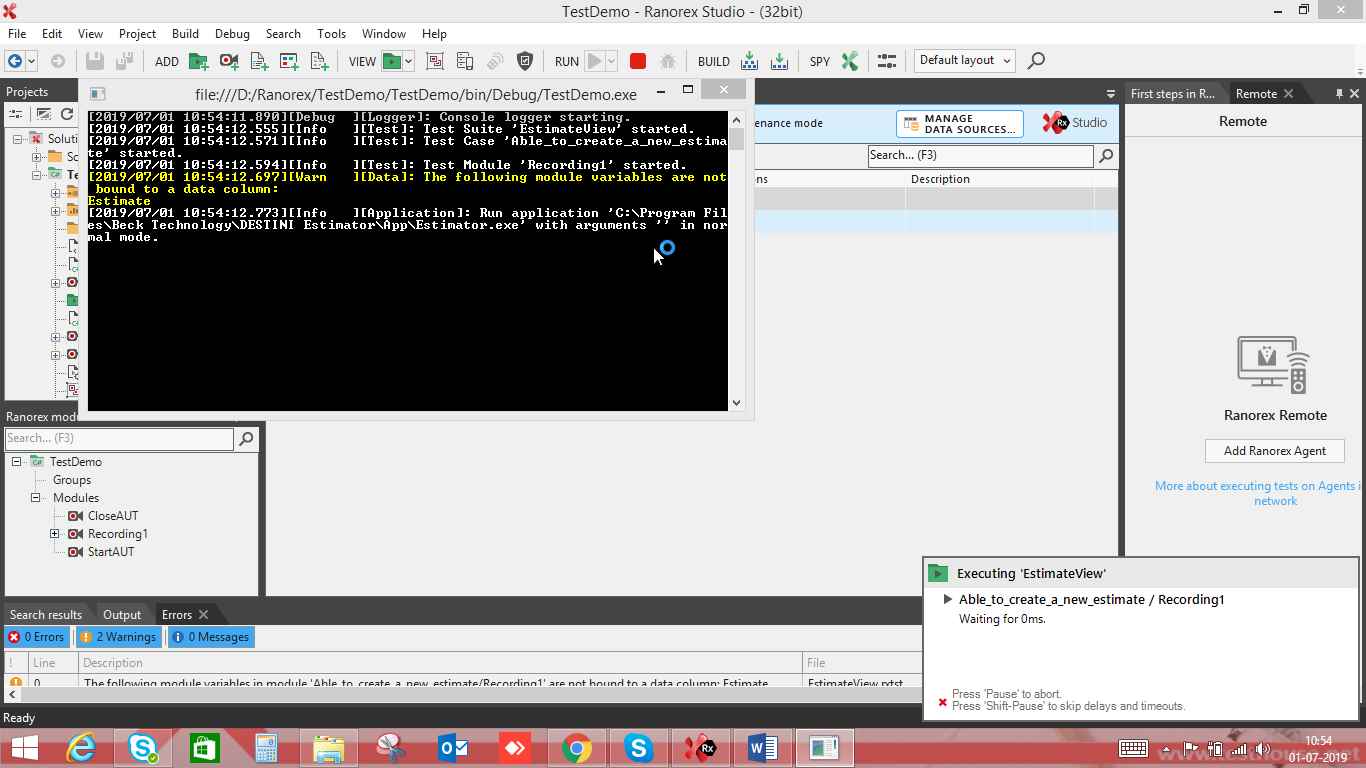 TestDemo - Ranorex Studio - (32bit)
File Edit View Project Build Debug Search Tools Window Help
ADD VIEW RUN BUILD SPY Default layout
Projects
file:///D:/Ranorex/TestDemo/TestDemo/bin/Debug/TestDemo.exe
First steps in R... Remote
Soluti
Sc
Te
[2019/07/01 10:54:11.890][Debug ][Logger]: Console logger starting.
[2019/07/01 10:54:12.555][Info ][Test]: Test Suite 'EstimateView' started.
[2019/07/01 10:54:12.571][Info ][Test]: Test Case 'Able_to_create_a_new_estima
te' started.
[2019/07/01 10:54:12.594][Info ][Test]: Test Module 'Recording1' started.
[2019/07/01 10:54:12.697][Warn ][Data]: The following module variables are not
bound to a data column:
Estimate
[2019/07/01 10:54:12.773][Info ][Application]: Run application 'C:\Program Fil
es\Beck Technology\DESTINI Estimator\App\Estimator.exe' with arguments '' in nor
mal mode.
enance mode
MANAGE
DATA SOURCES...
Rx Studio
Search... (F3)
ns Description
Remote
Ranorex Remote
Add Ranorex Agent
More about executing tests on Agents i
network
Ranorex mod
Search... (F3)
TestDemo
Groups
Modules
CloseAUT
Recording1
StartAUT
Executing 'EstimateView'
Able_to_create_a_new_estimate / Recording1
Waiting for 0ms.
Press 'Pause' to abort.
Press 'Shift-Pause' to skip delays and timeouts.
Search results Output Errors
0 Errors 2 Warnings 0 Messages
! Line Description File
0 The following module variables in module 'Able_to_create_a_new_estimate/Recording1' are not bound to a data column: Estimate EstimateView.rxtst
Ready
10:54
01-07-2019